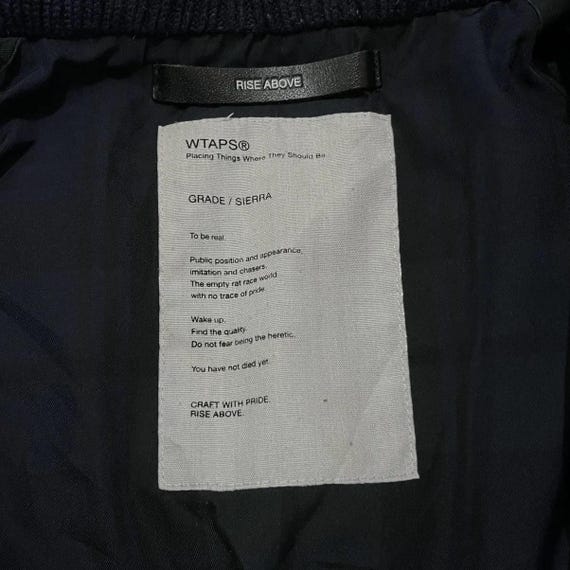 RISE ABOVE
WTAPS®
Placing Things Where They Should Be
GRADE / SIERRA
To be real.
Public position and appearance,
imitation and chasers.
The empty rat race world
with no trace of pride.
Wake up.
Find the quality.
Do not fear being the heretic.
You have not died yet.
CRAFT WITH PRIDE.
RISE ABOVE.